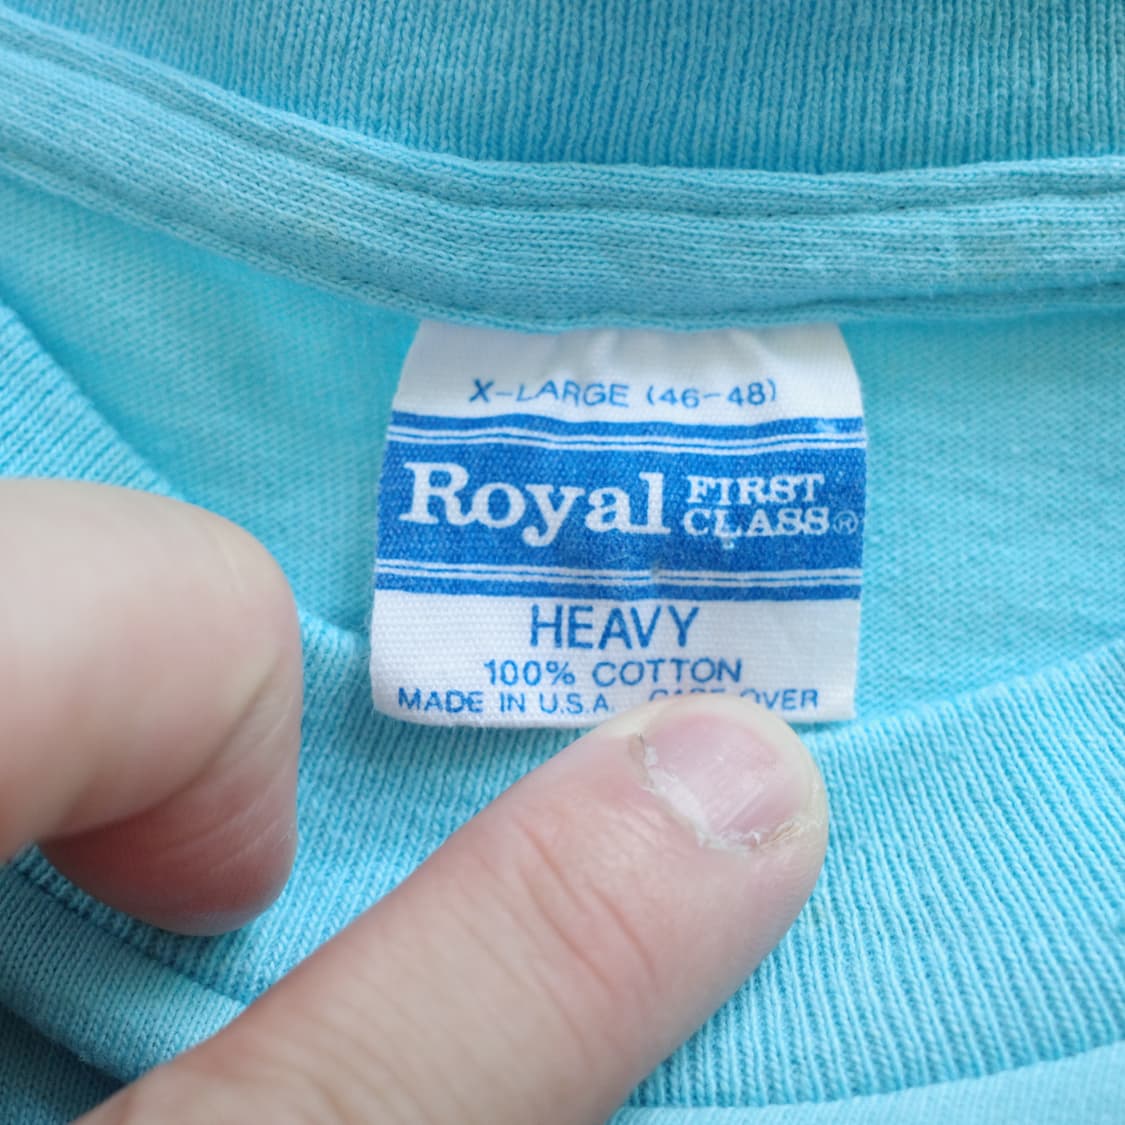 X-LARGE (46-48)
Royal FIRST CLASS®
HEAVY
100% COTTON
MADE IN U.S.A. OVER